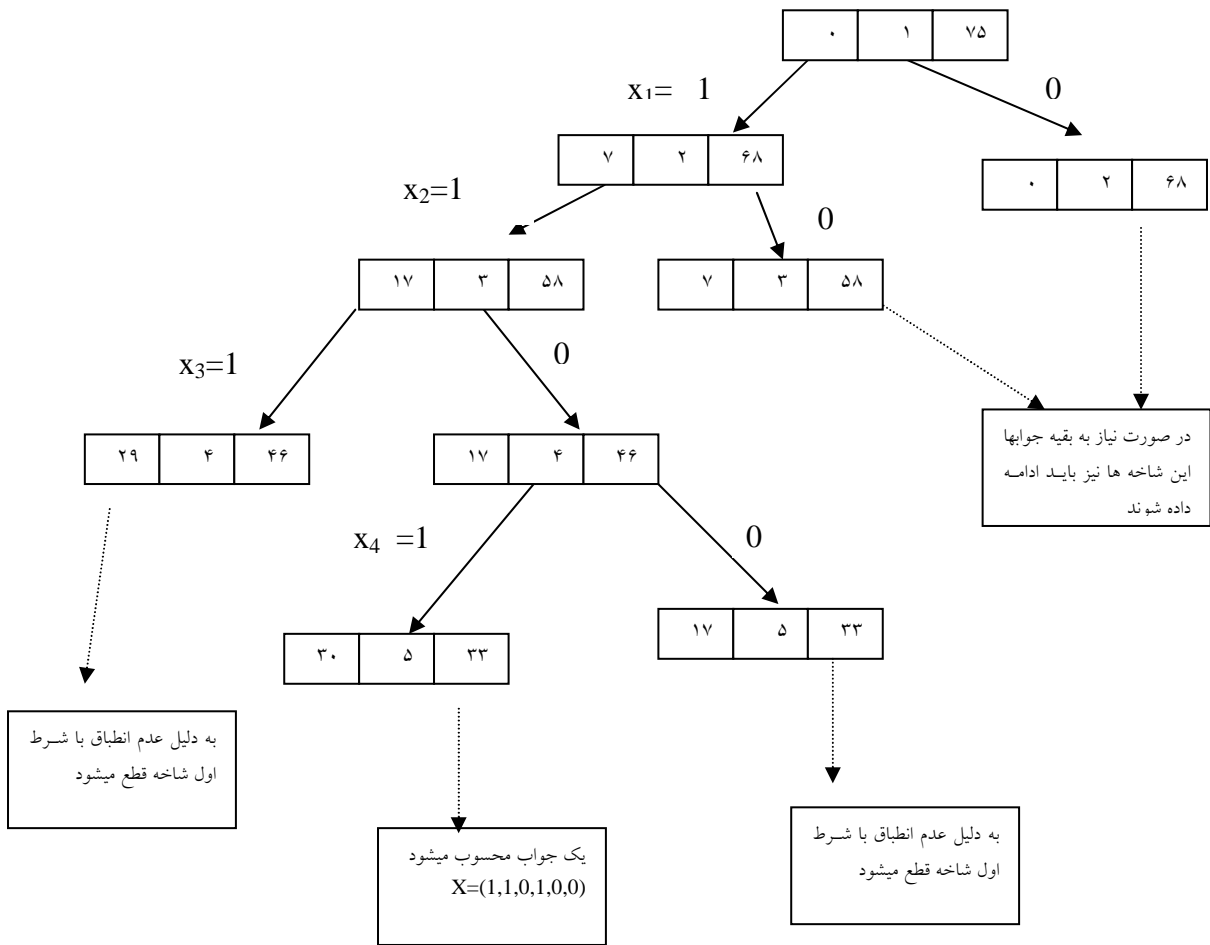 ۰ ۱ ۷۵
x₁= 1
0
۷ ۲ ۶۸
۰ ۲ ۶۸
x₂=1
0
۱۷ ۳ ۵۸
۷ ۳ ۵۸
x₃=1
0
۲۹ ۴ ۴۶
۱۷ ۴ ۴۶
در صورت نیاز به بقیه جوابها
این شاخه ها نیز بایـد ادامـه
داده شوند
x₄ =1
0
۳۰ ۵ ۳۳
۱۷ ۵ ۳۳
به دلیل عدم انطباق با شـرط
اول شاخه قطع میشود
یک جواب محسوب میشود
X=(1,1,0,1,0,0)
به دلیل عدم انطباق با شـرط
اول شاخه قطع میشود